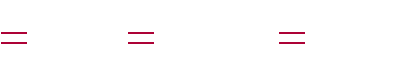 = = =